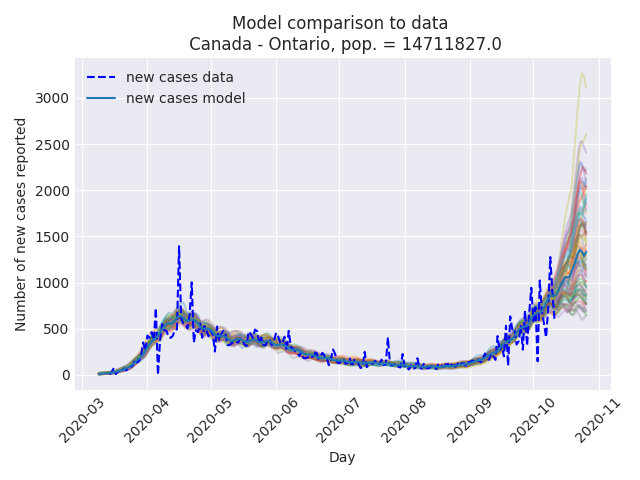 Model comparison to data
Canada - Ontario, pop. = 14711827.0
new cases data
new cases model
Number of new cases reported
3000
2500
2000
1500
1000
500
0
2020-03
2020-04
2020-05
2020-06
2020-07
2020-08
2020-09
2020-10
2020-11
Day